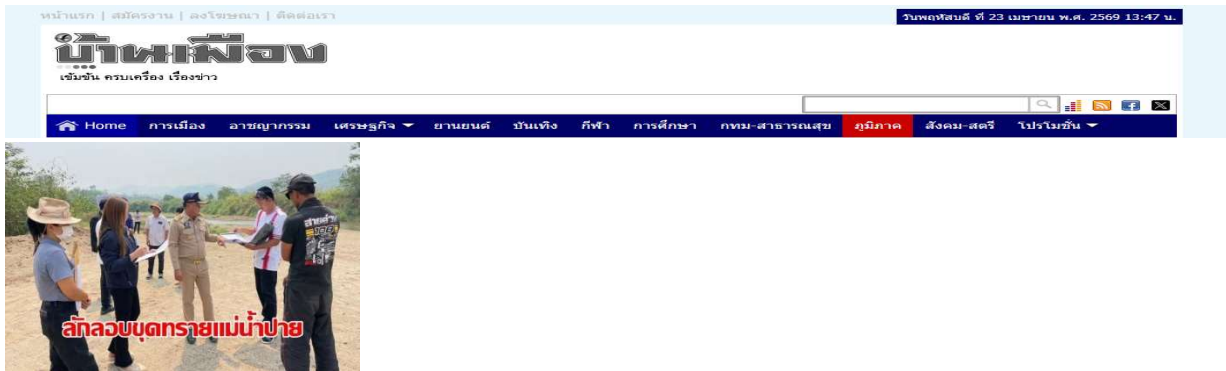 หน้าแรก | สมัครงาน | ลงโฆษณา | ติดต่อเรา
วันพฤหัสบดี ที่ 23 เมษายน พ.ศ. 2569 13:47 น.
บ้านเมือง
เข้มข้น ครบเครื่อง เรื่องข่าว
Home การเมือง อาชญากรรม เศรษฐกิจ ยานยนต์ บันเทิง กีฬา การศึกษา กทม-สาธารณสุข ภูมิภาค สังคม-สตรี โปรโมชั่น
ลักลอบขุดทรายแม่น้ำปาย